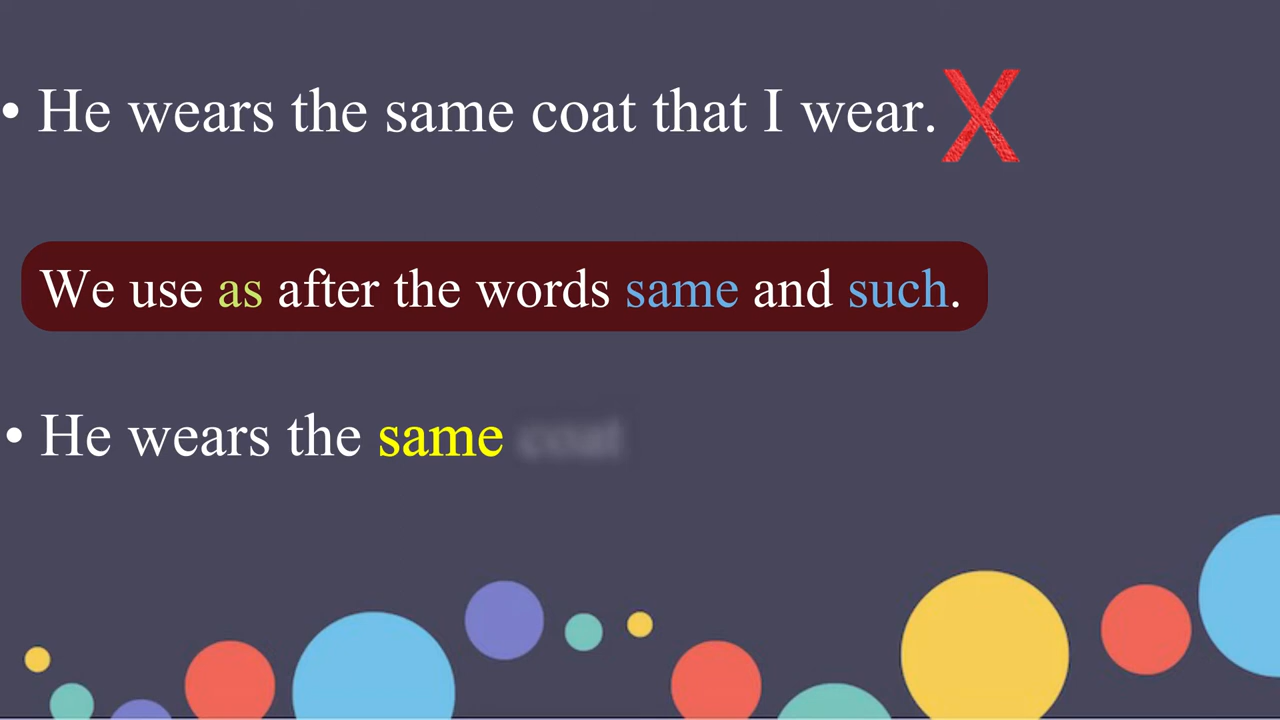 • He wears the same coat that I wear. X
We use as after the words same and such.
• He wears the same coat